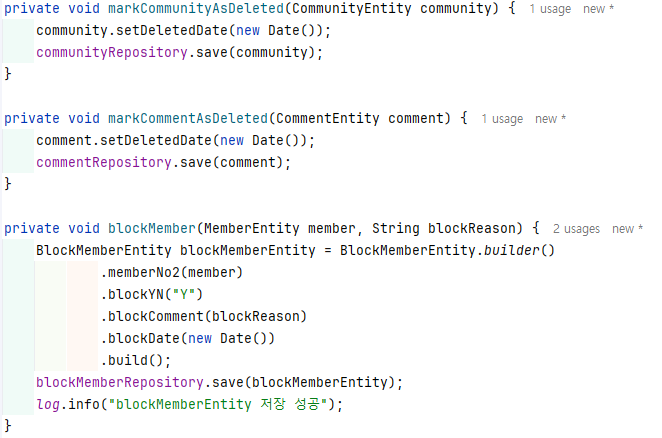 private void markCommunityAsDeleted(CommunityEntity community) { 1 usage new *
    community.setDeletedDate(new Date());
    communityRepository.save(community);
}

private void markCommentAsDeleted(CommentEntity comment) { 1 usage new *
    comment.setDeletedDate(new Date());
    commentRepository.save(comment);
}

private void blockMember(MemberEntity member, String blockReason) { 2 usages new *
    BlockMemberEntity blockMemberEntity = BlockMemberEntity.builder()
            .memberNo2(member)
            .blockYN("Y")
            .blockComment(blockReason)
            .blockDate(new Date())
            .build();
    blockMemberRepository.save(blockMemberEntity);
    log.info("blockMemberEntity 저장 성공");
}